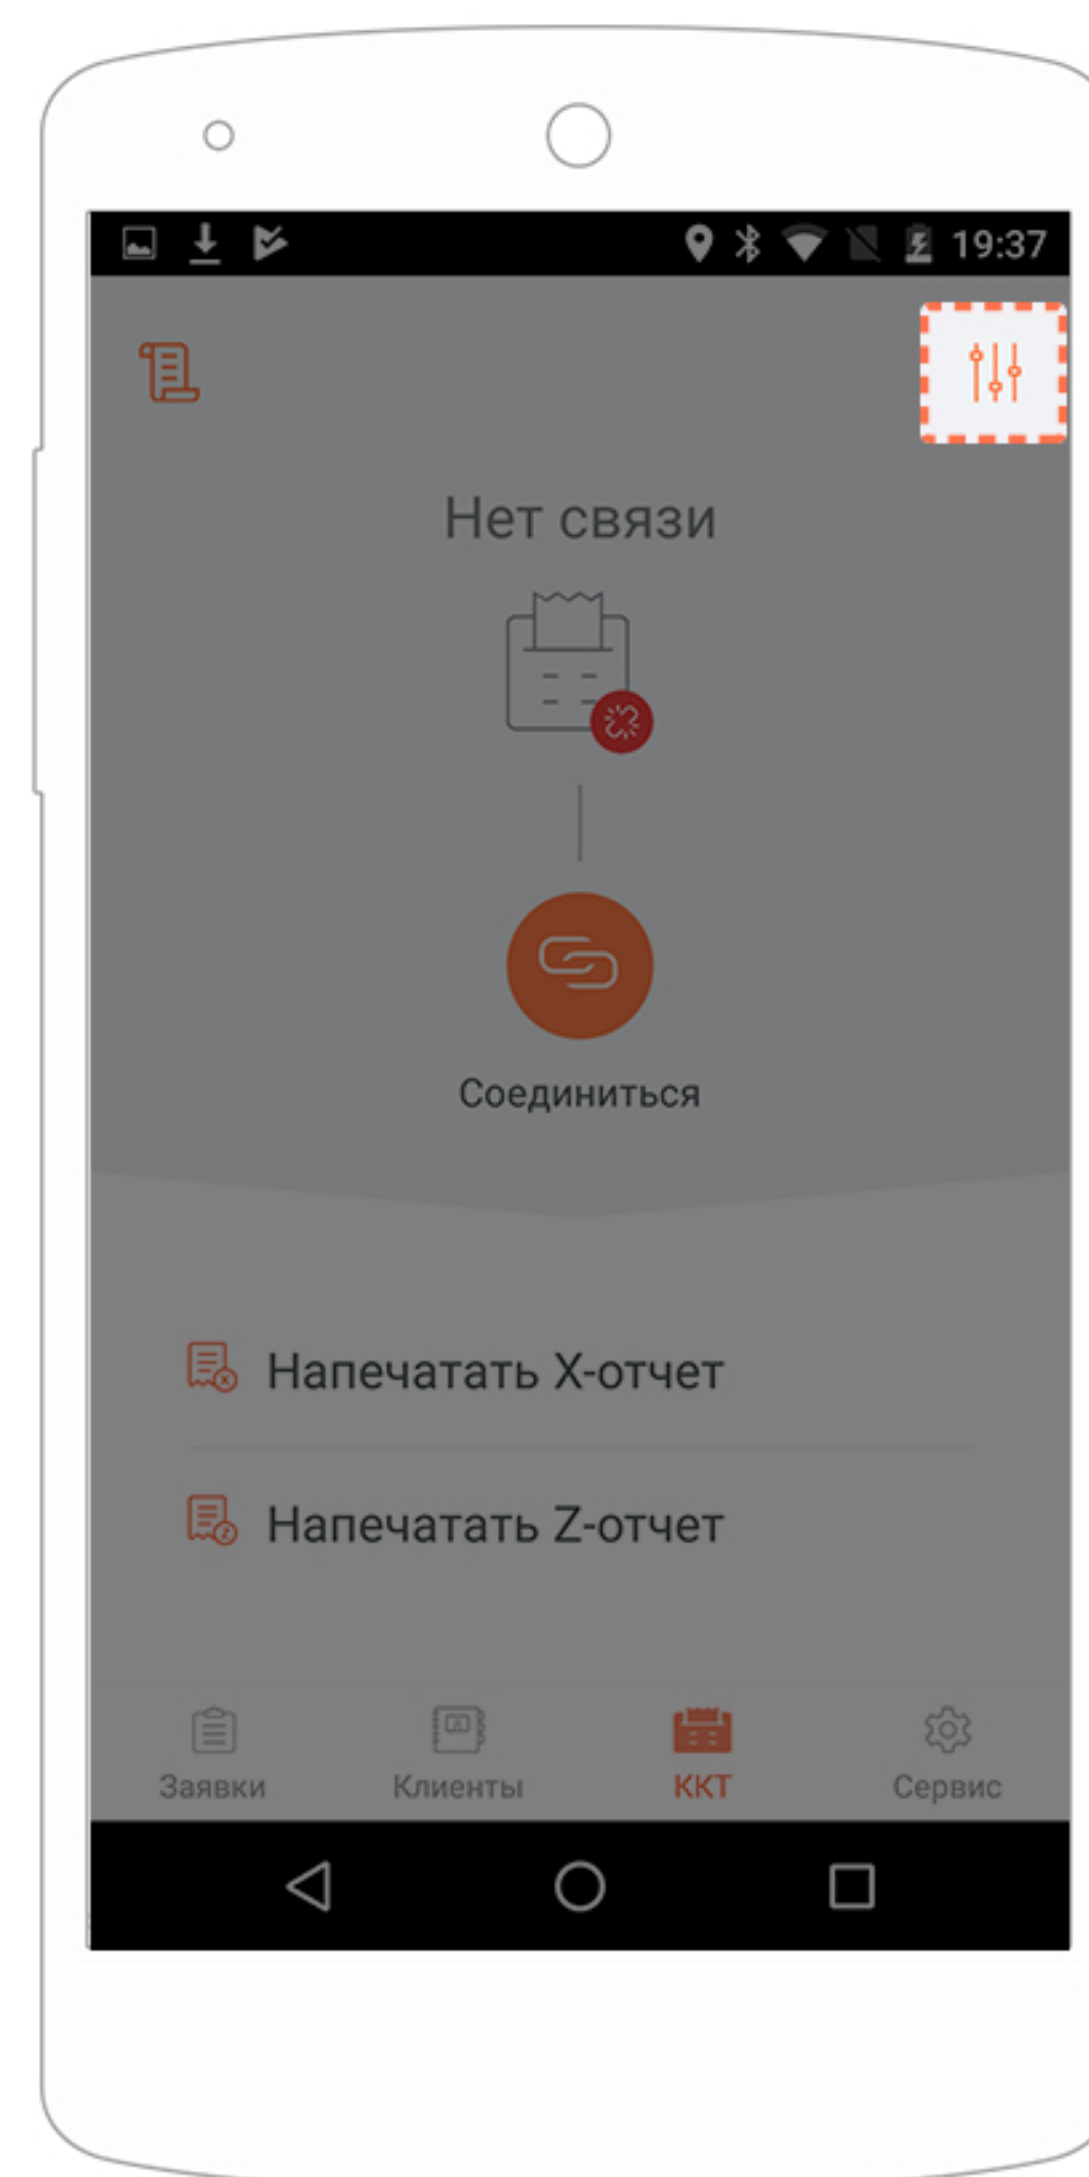 19:37
Нет связи
Соединиться
Напечатать X-отчет
Напечатать Z-отчет
Заявки
Клиенты
ККТ
Сервис